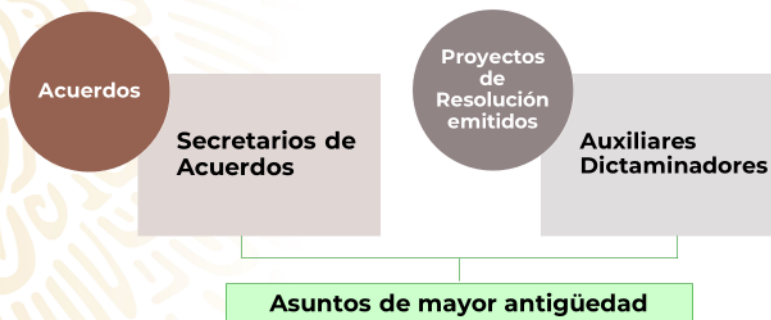 Acuerdos
Secretarios de
Acuerdos
Proyectos
de
Resolución
emitidos
Auxiliares
Dictaminadores
Asuntos de mayor antigüedad